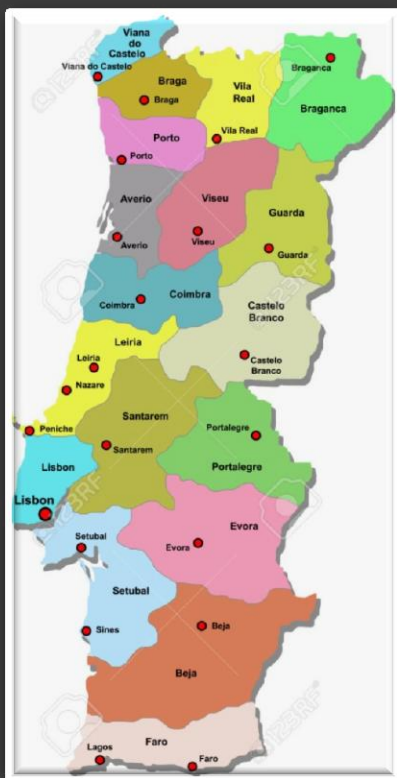 Viana
do
Castelo
Viana do Castelo
Braganca
Braga
Vila
Real
Braga
Braganca
Porto
Vila Real
Porto
Averio
Viseu
Guarda
Averio
Viseu
Guarda
Coimbra
Coimbra
Castelo
Branco
Leiria
Leiria
Castelo
Branco
Nazare
Santarem
Peniche
Portalegre
Santarem
Lisbon
Portalegre
Lisbon
Evora
Setubal
Evora
Setubal
Sines
Beja
Beja
Faro
Lagos
Faro
123RF